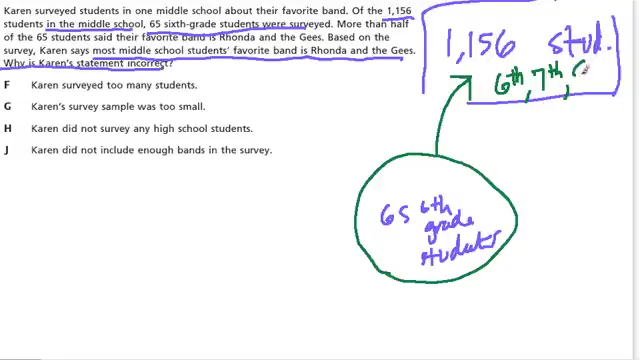 Karen surveyed students in one middle school about their favorite band. Of the 1,156
students in the middle school, 65 sixth-grade students were surveyed. More than half
of the 65 students said their favorite band is Rhonda and the Gees. Based on the
survey, Karen says most middle school students' favorite band is Rhonda and the Gees.
Why is Karen's statement incorrect?
F Karen surveyed too many students.
G Karen's survey sample was too small.
H Karen did not survey any high school students.
J Karen did not include enough bands in the survey.
1,156 stud.
6th, 7th,
65 6th
grade
students